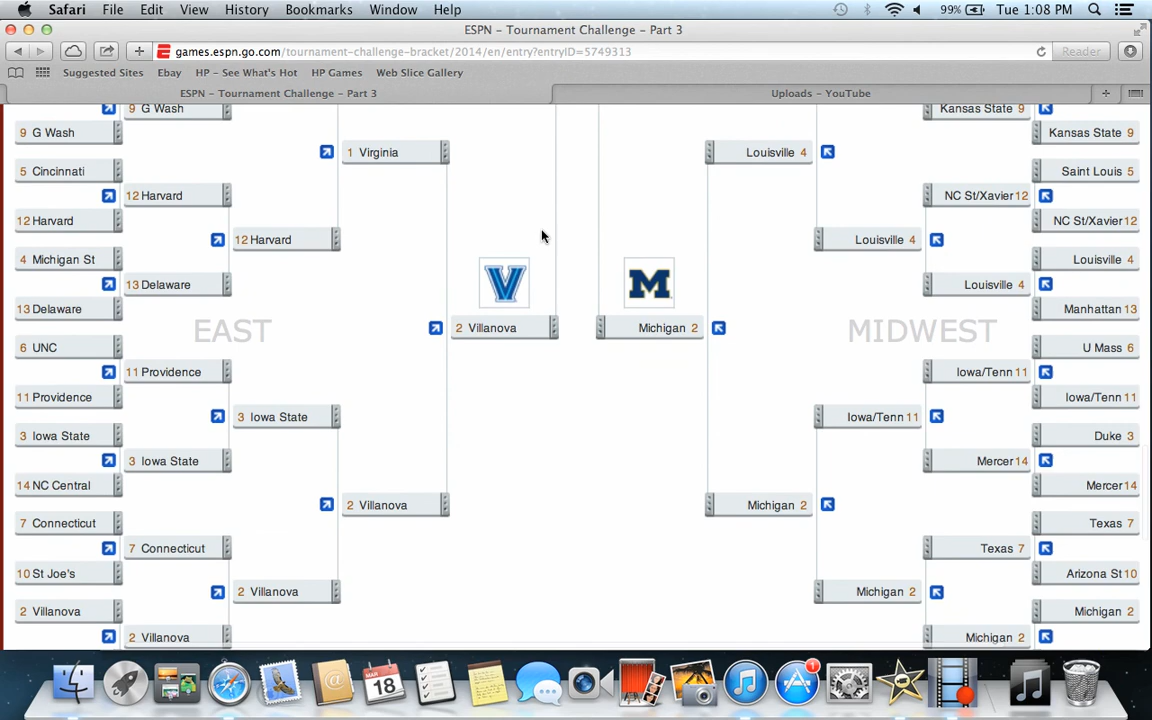 Safari File Edit View History Bookmarks Window Help 99% Tue 1:08 PM
ESPN - Tournament Challenge - Part 3
games.espn.go.com/tournament-challenge-bracket/2014/en/entry?entryID=5749313 Reader
Suggested Sites Ebay HP - See What's Hot HP Games Web Slice Gallery
ESPN - Tournament Challenge - Part 3 Uploads - YouTube
9 G Wash Kansas State 9
9 G Wash Kansas State 9
1 Virginia Louisville 4
5 Cincinnati Saint Louis 5
12 Harvard NC St/Xavier 12
12 Harvard NC St/Xavier 12
12 Harvard Louisville 4
4 Michigan St Louisville 4
13 Delaware Louisville 4
V M
13 Delaware Manhattan 13
2 Villanova Michigan 2
EAST MIDWEST
6 UNC U Mass 6
11 Providence Iowa/Tenn 11
11 Providence Iowa/Tenn 11
3 Iowa State Iowa/Tenn 11
3 Iowa State Duke 3
3 Iowa State Mercer 14
14 NC Central Mercer 14
2 Villanova Michigan 2
7 Connecticut Texas 7
7 Connecticut Texas 7
10 St Joe's Arizona St 10
2 Villanova Michigan 2
2 Villanova Michigan 2
2 Villanova Michigan 2
MAR
18
1